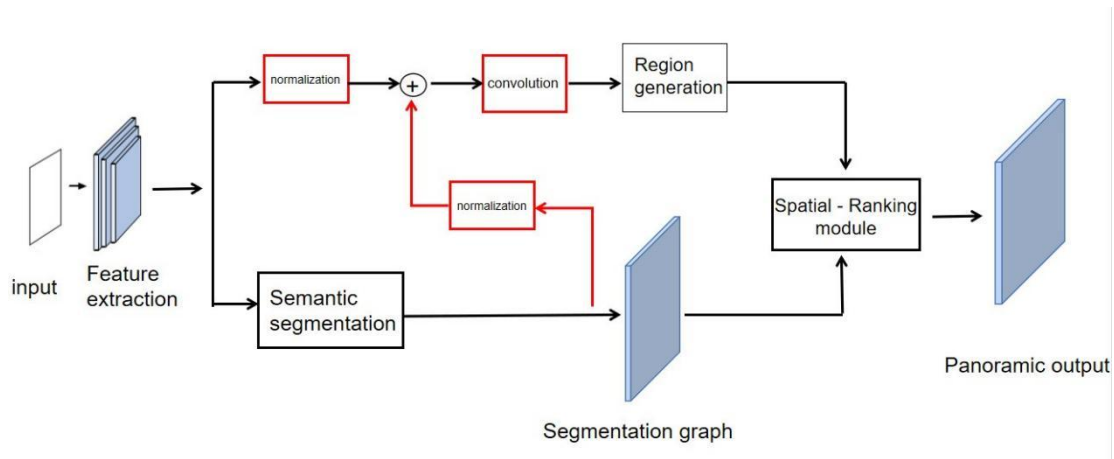 normalization
+
convolution
Region
generation
normalization
Spatial - Ranking
module
input
Feature
extraction
Semantic
segmentation
Segmentation graph
Panoramic output